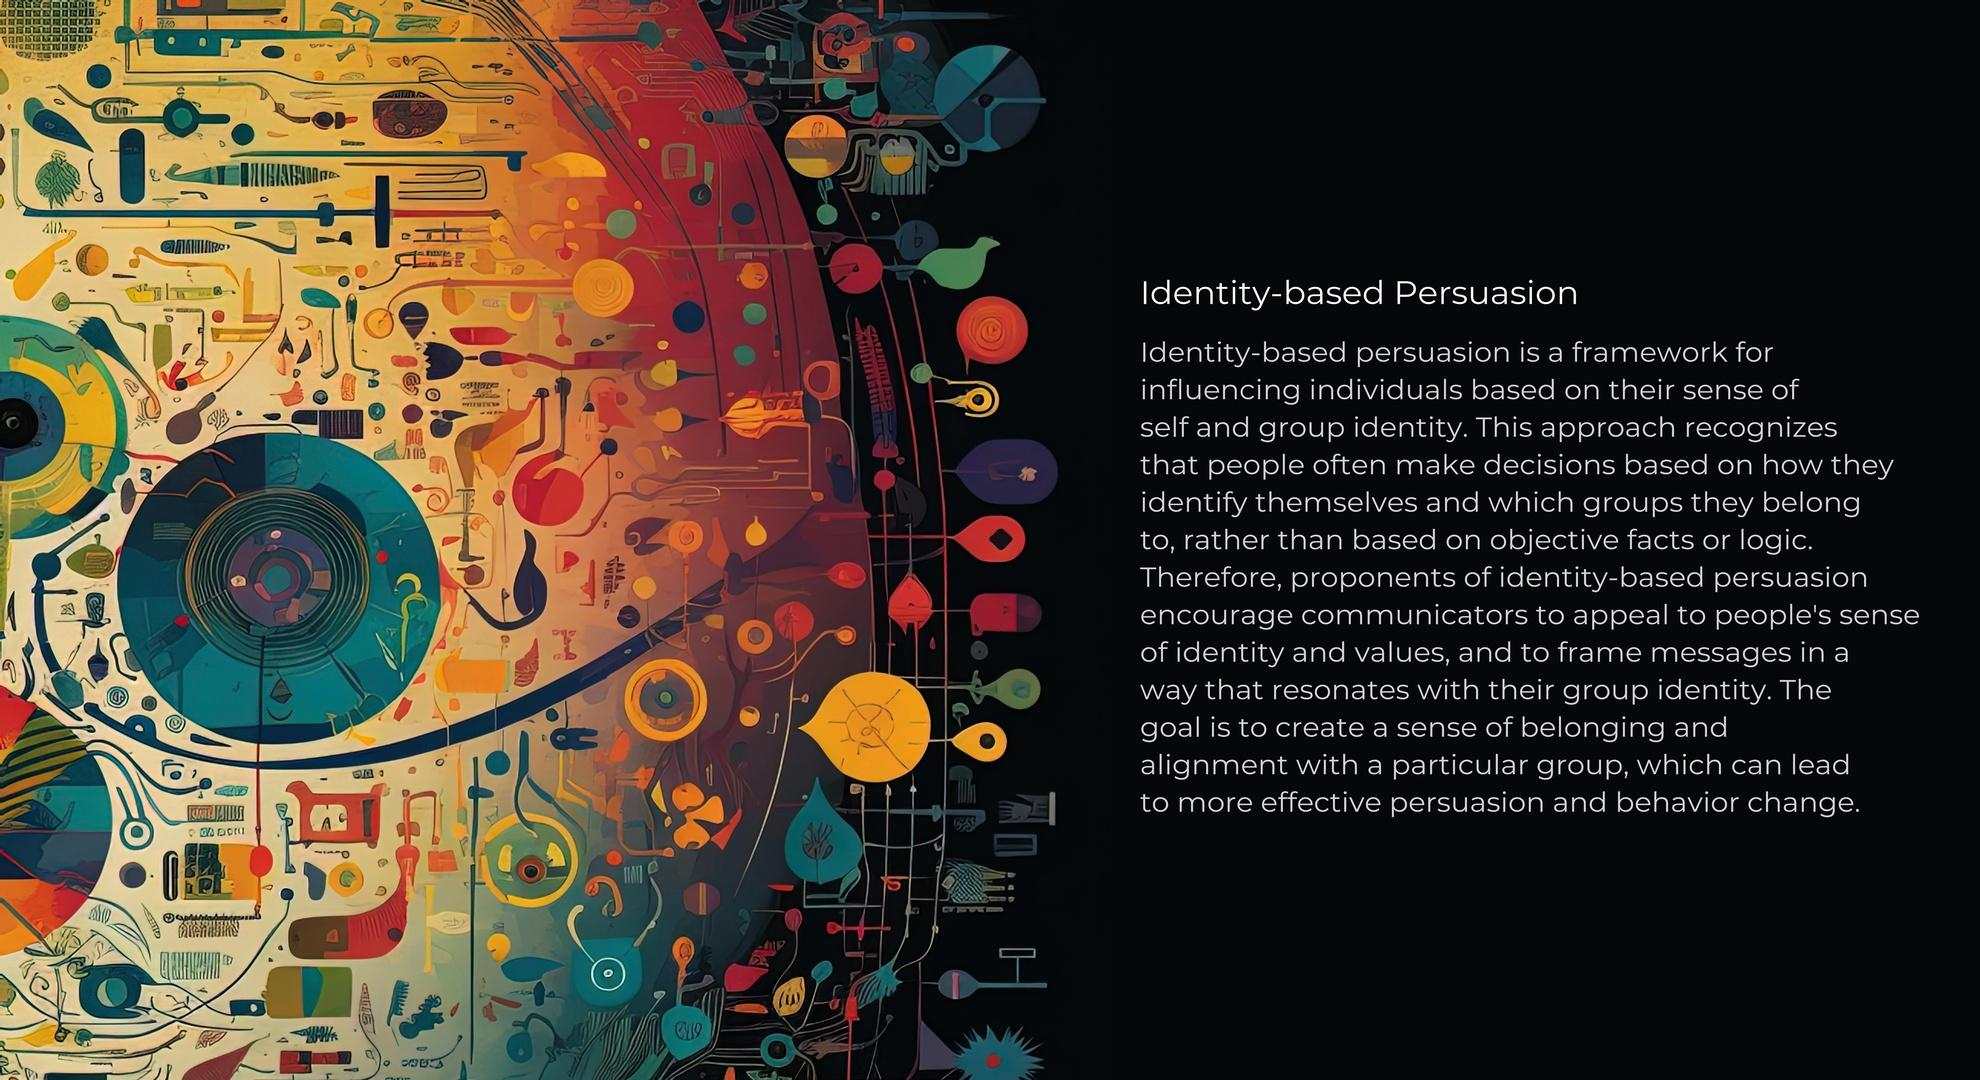 Identity-based Persuasion
Identity-based persuasion is a framework for
influencing individuals based on their sense of
self and group identity. This approach recognizes
that people often make decisions based on how they
identify themselves and which groups they belong
to, rather than based on objective facts or logic.
Therefore, proponents of identity-based persuasion
encourage communicators to appeal to people's sense
of identity and values, and to frame messages in a
way that resonates with their group identity. The
goal is to create a sense of belonging and
alignment with a particular group, which can lead
to more effective persuasion and behavior change.